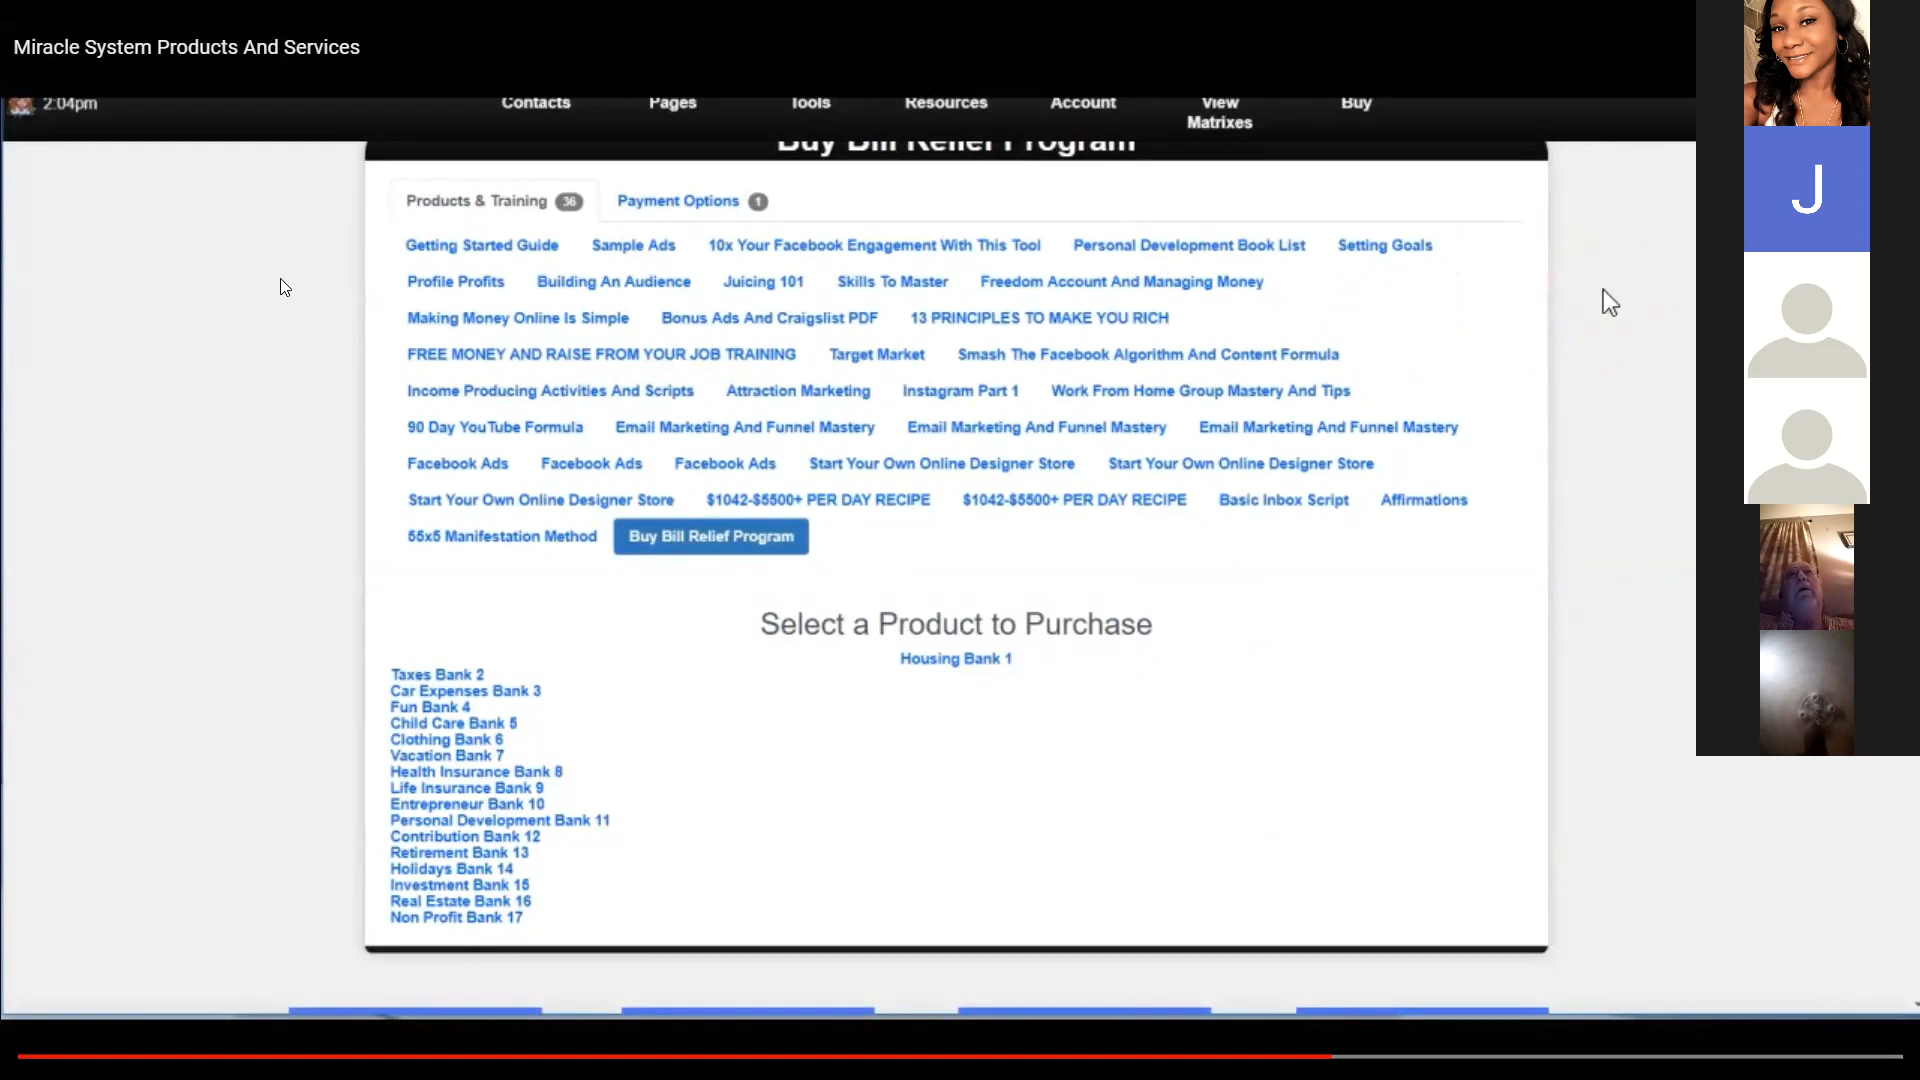 Miracle System Products And Services
2:04pm Contacts Pages Tools Resources Account View Matrixes Buy
Buy Bill Relief Program
Products & Training 36 Payment Options 1
Getting Started Guide Sample Ads 10x Your Facebook Engagement With This Tool Personal Development Book List Setting Goals
Profile Profits Building An Audience Juicing 101 Skills To Master Freedom Account And Managing Money
Making Money Online Is Simple Bonus Ads And Craigslist PDF 13 PRINCIPLES TO MAKE YOU RICH
FREE MONEY AND RAISE FROM YOUR JOB TRAINING Target Market Smash The Facebook Algorithm And Content Formula
Income Producing Activities And Scripts Attraction Marketing Instagram Part 1 Work From Home Group Mastery And Tips
90 Day YouTube Formula Email Marketing And Funnel Mastery Email Marketing And Funnel Mastery Email Marketing And Funnel Mastery
Facebook Ads Facebook Ads Facebook Ads Start Your Own Online Designer Store Start Your Own Online Designer Store
Start Your Own Online Designer Store $1042-$5500+ PER DAY RECIPE $1042-$5500+ PER DAY RECIPE Basic Inbox Script Affirmations
55x5 Manifestation Method Buy Bill Relief Program
Select a Product to Purchase
Housing Bank 1
Taxes Bank 2
Car Expenses Bank 3
Fun Bank 4
Child Care Bank 5
Clothing Bank 6
Vacation Bank 7
Health Insurance Bank 8
Life Insurance Bank 9
Entrepreneur Bank 10
Personal Development Bank 11
Contribution Bank 12
Retirement Bank 13
Holidays Bank 14
Investment Bank 15
Real Estate Bank 16
Non Profit Bank 17
J